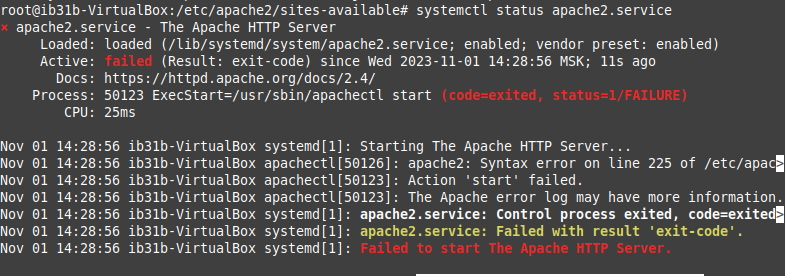 root@ib31b-VirtualBox:/etc/apache2/sites-available# systemctl status apache2.service
× apache2.service - The Apache HTTP Server
Loaded: loaded (/lib/systemd/system/apache2.service; enabled; vendor preset: enabled)
Active: failed (Result: exit-code) since Wed 2023-11-01 14:28:56 MSK; 11s ago
Docs: https://httpd.apache.org/docs/2.4/
Process: 50123 ExecStart=/usr/sbin/apachectl start (code=exited, status=1/FAILURE)
CPU: 25ms
Nov 01 14:28:56 ib31b-VirtualBox systemd[1]: Starting The Apache HTTP Server...
Nov 01 14:28:56 ib31b-VirtualBox apachectl[50126]: apache2: Syntax error on line 225 of /etc/apac>
Nov 01 14:28:56 ib31b-VirtualBox apachectl[50123]: Action 'start' failed.
Nov 01 14:28:56 ib31b-VirtualBox apachectl[50123]: The Apache error log may have more information.
Nov 01 14:28:56 ib31b-VirtualBox systemd[1]: apache2.service: Control process exited, code=exited>
Nov 01 14:28:56 ib31b-VirtualBox systemd[1]: apache2.service: Failed with result 'exit-code'.
Nov 01 14:28:56 ib31b-VirtualBox systemd[1]: Failed to start The Apache HTTP Server.